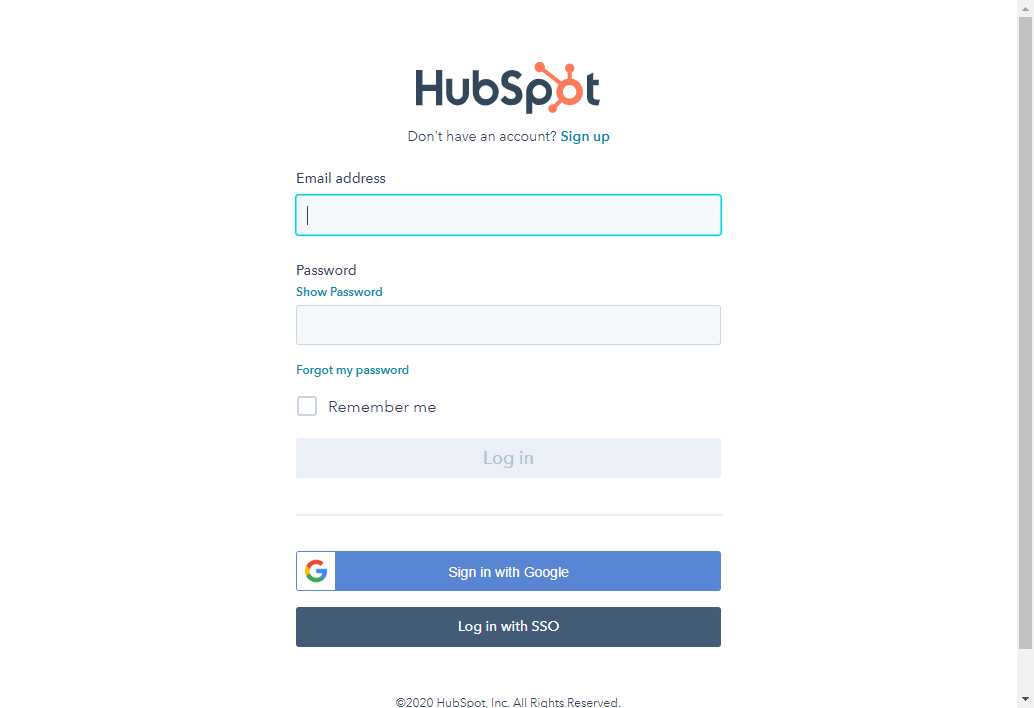 HubSpot
Don't have an account? Sign up
Email address
Password
Show Password
Forgot my password
Remember me
Log in
Sign in with Google
Log in with SSO
©2020 HubSpot, Inc. All Rights Reserved.